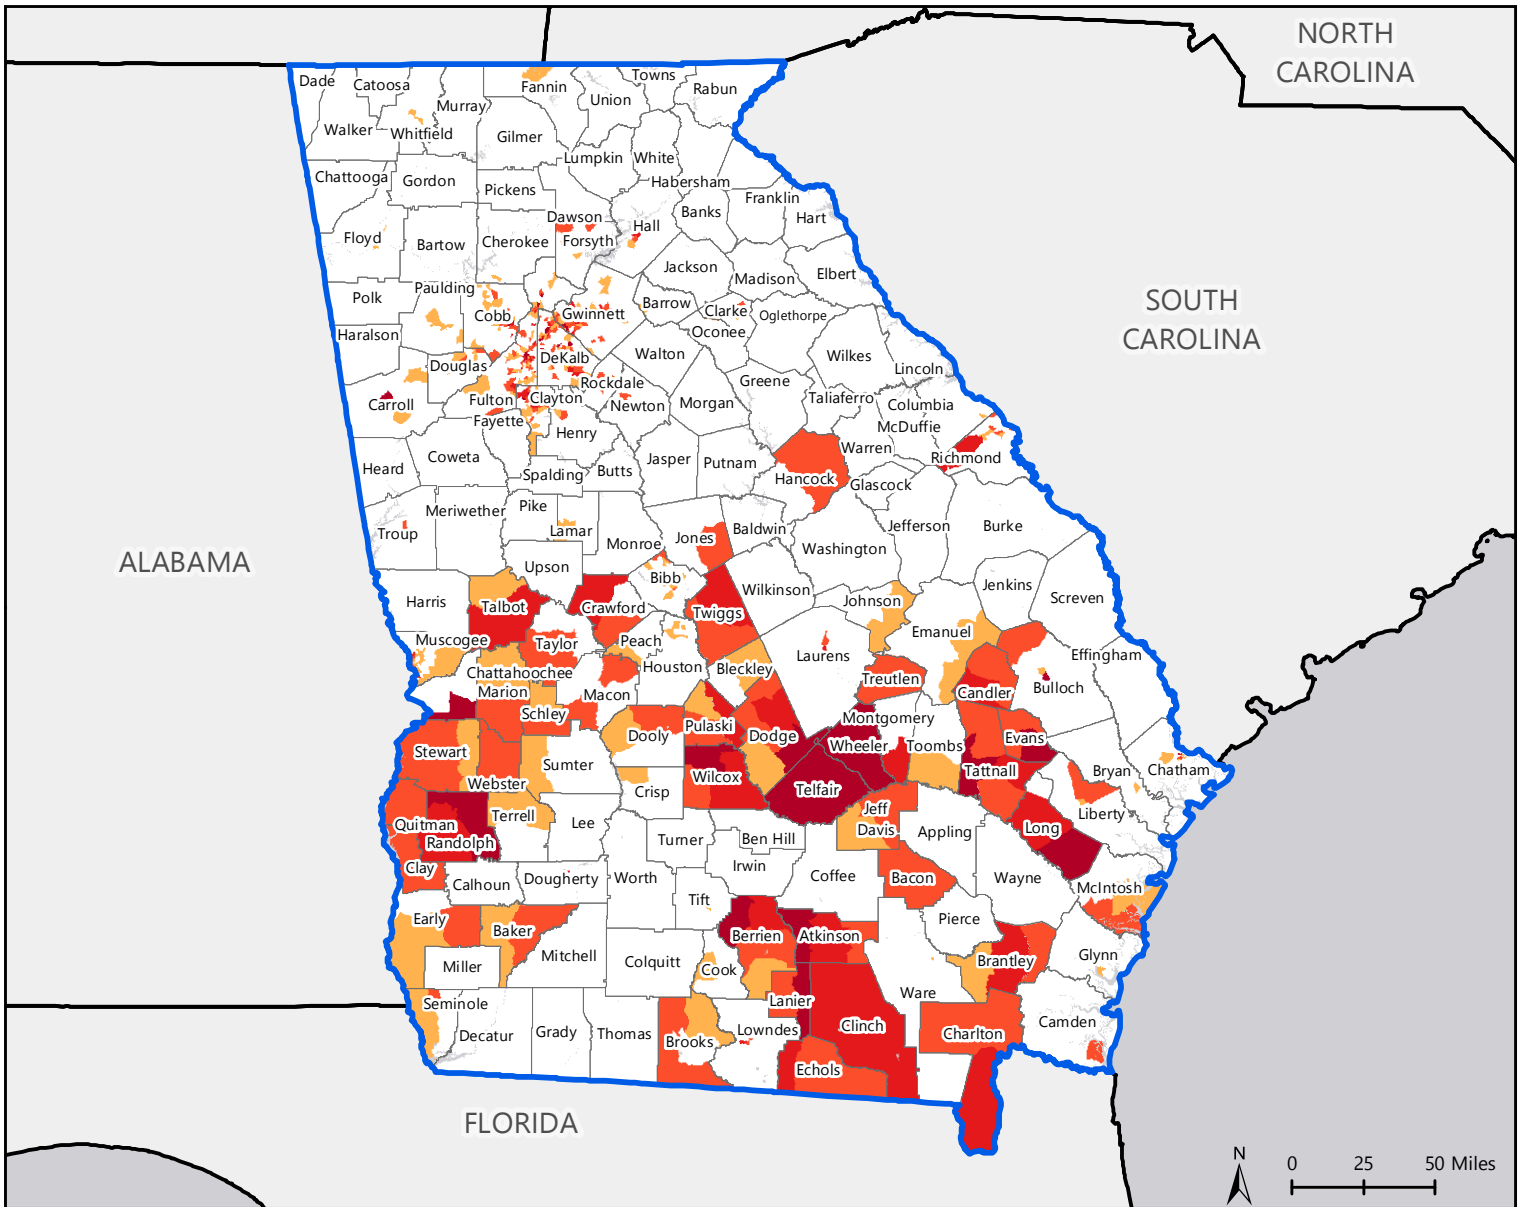 NORTH
CAROLINA
Dade
Catoosa
Fannin
Towns
Rabun
Murray
Union
Walker
Whitfield
Gilmer
Lumpkin
White
Chattooga
Gordon
Pickens
Habersham
Franklin
Banks
Hart
Dawson
Hall
Floyd
Bartow
Cherokee
Forsyth
Jackson
Madison
Elbert
Polk
Paulding
Barrow
Clarke
Oglethorpe
Cobb
Gwinnett
Oconee
SOUTH
CAROLINA
Haralson
DeKalb
Walton
Wilkes
Lincoln
Douglas
Rockdale
Greene
Carroll
Fulton
Clayton
Newton
Morgan
Taliaferro
Columbia
Fayette
Henry
McDuffie
Heard
Coweta
Spalding
Butts
Jasper
Putnam
Warren
Richmond
Hancock
Glascock
Troup
Meriwether
Pike
Lamar
Monroe
Jones
Baldwin
Jefferson
Burke
Washington
ALABAMA
Upson
Bibb
Wilkinson
Jenkins
Screven
Harris
Talbot
Crawford
Twiggs
Johnson
Emanuel
Muscogee
Taylor
Peach
Laurens
Effingham
Chattahoochee
Houston
Bleckley
Treutlen
Candler
Bulloch
Marion
Macon
Schley
Pulaski
Dodge
Montgomery
Stewart
Dooly
Wheeler
Toombs
Evans
Webster
Sumter
Wilcox
Telfair
Tattnall
Bryan
Chatham
Crisp
Quitman
Terrell
Lee
Jeff
Davis
Long
Liberty
Randolph
Turner
Ben Hill
Appling
Clay
Calhoun
Dougherty
Worth
Irwin
Coffee
Bacon
Wayne
McIntosh
Early
Baker
Tift
Berrien
Atkinson
Pierce
Miller
Mitchell
Colquitt
Cook
Brantley
Glynn
Seminole
Decatur
Grady
Thomas
Brooks
Lowndes
Lanier
Clinch
Ware
Charlton
Camden
Echols
FLORIDA
N
0 25 50 Miles